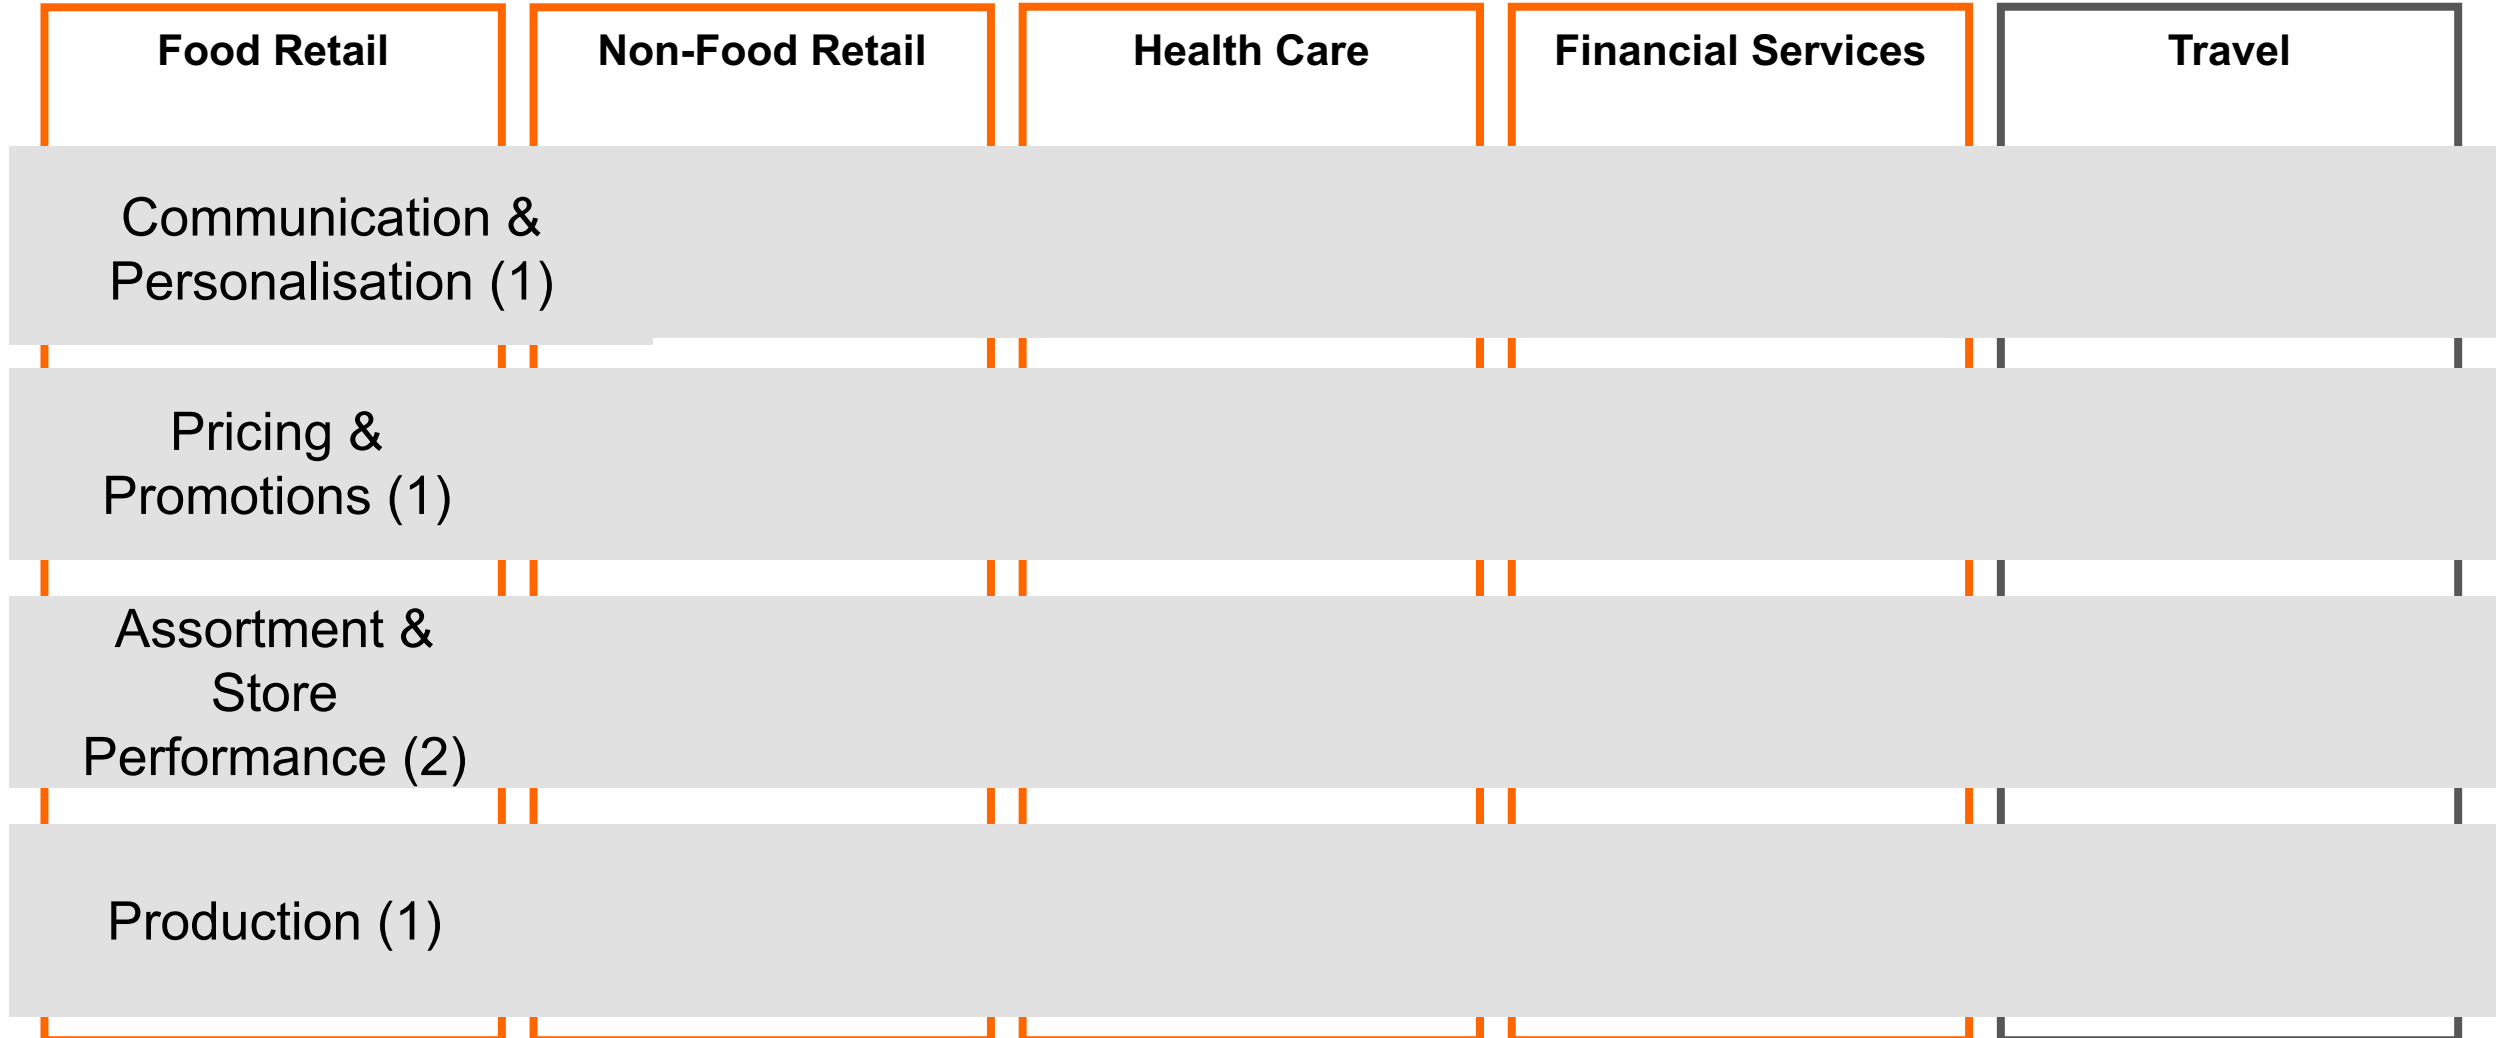 Food Retail
Non-Food Retail
Health Care
Financial Services
Travel
Communication &
Personalisation (1)
Pricing &
Promotions (1)
Assortment &
Store
Performance (2)
Production (1)